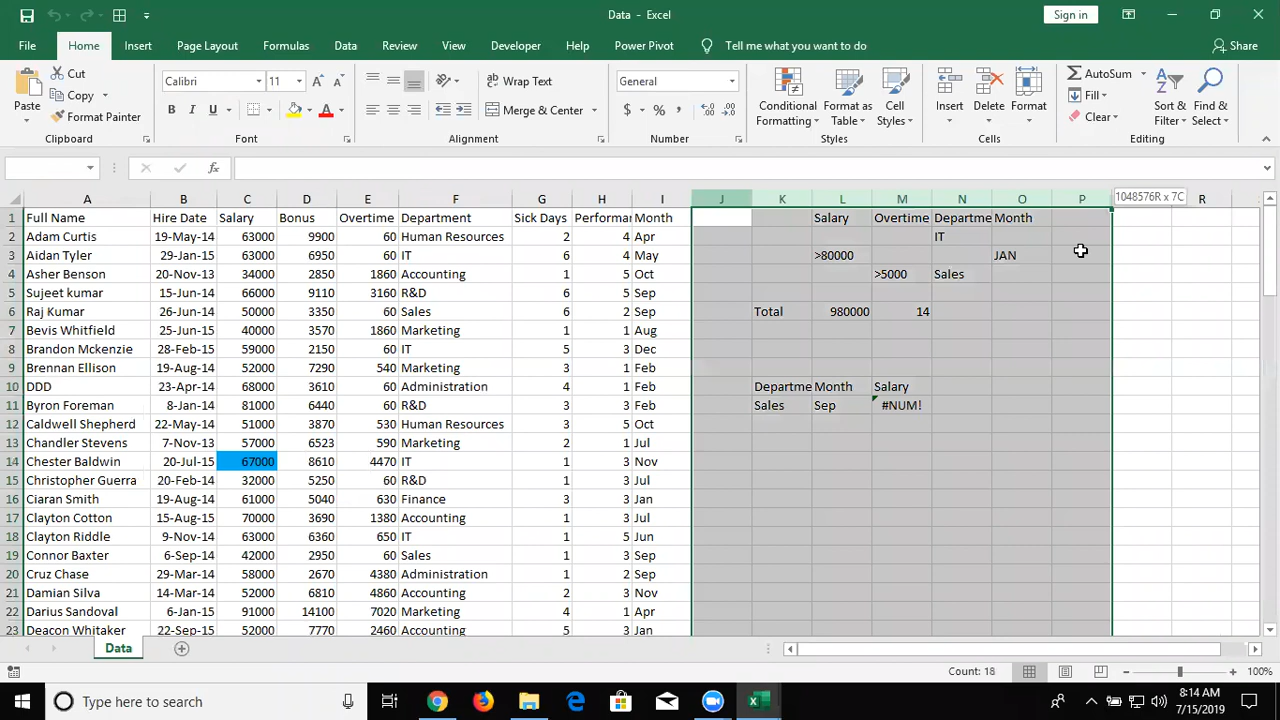 Data - Excel
Sign in
File Home Insert Page Layout Formulas Data Review View Developer Help Power Pivot Tell me what you want to do Share
Paste
Cut
Copy
Format Painter
Clipboard
Calibri 11
B I U
Font
Wrap Text
Merge & Center
Alignment
General
$ % ,
Number
Conditional Formatting
Format as Table
Cell Styles
Styles
Insert
Delete
Format
Cells
AutoSum
Fill
Clear
Sort & Filter
Find & Select
Editing
fx
A B C D E F G H I J K L M N O P 1048576R x 7C R
1 Full Name Hire Date Salary Bonus Overtime Department Sick Days Performan Month Salary Overtime Departme Month
2 Adam Curtis 19-May-14 63000 9900 60 Human Resources 2 4 Apr IT
3 Aidan Tyler 29-Jan-15 63000 6950 60 IT 6 4 May >80000 JAN
4 Asher Benson 20-Nov-13 34000 2850 1860 Accounting 1 5 Oct >5000 Sales
5 Sujeet kumar 15-Jun-14 66000 9110 3160 R&D 6 5 Sep
6 Raj Kumar 26-Jun-14 50000 3350 60 Sales 6 2 Sep Total 980000 14
7 Bevis Whitfield 25-Jun-15 40000 3570 1860 Marketing 1 1 Aug
8 Brandon Mckenzie 28-Feb-15 59000 2150 60 IT 5 3 Dec
9 Brennan Ellison 19-Aug-14 52000 7290 540 Marketing 3 1 Feb
10 DDD 23-Apr-14 68000 3610 60 Administration 4 1 Feb Departme Month Salary
11 Byron Foreman 8-Jan-14 81000 6440 60 R&D 3 3 Feb Sales Sep #NUM!
12 Caldwell Shepherd 22-May-14 51000 3870 530 Human Resources 3 5 Oct
13 Chandler Stevens 7-Nov-13 57000 6523 590 Marketing 2 1 Jul
14 Chester Baldwin 20-Jul-15 67000 8610 4470 IT 1 3 Nov
15 Christopher Guerra 20-Feb-14 32000 5250 60 R&D 1 3 Jul
16 Ciaran Smith 19-Aug-14 61000 5040 630 Finance 3 3 Jan
17 Clayton Cotton 15-Aug-15 70000 3690 1380 Accounting 1 3 Jul
18 Clayton Riddle 9-Nov-14 63000 6360 650 IT 1 5 Jun
19 Connor Baxter 6-Sep-14 42000 2950 60 Sales 1 3 Sep
20 Cruz Chase 29-Mar-14 58000 2670 4380 Administration 1 2 Sep
21 Damian Silva 14-Mar-14 52000 6810 4860 Accounting 2 3 Nov
22 Darius Sandoval 6-Jan-15 91000 14100 7020 Marketing 4 1 Apr
23 Deacon Whitaker 22-Sep-15 52000 7770 2460 Accounting 5 3 Jan
Data
Count: 18
100%
Type here to search
8:14 AM
7/15/2019